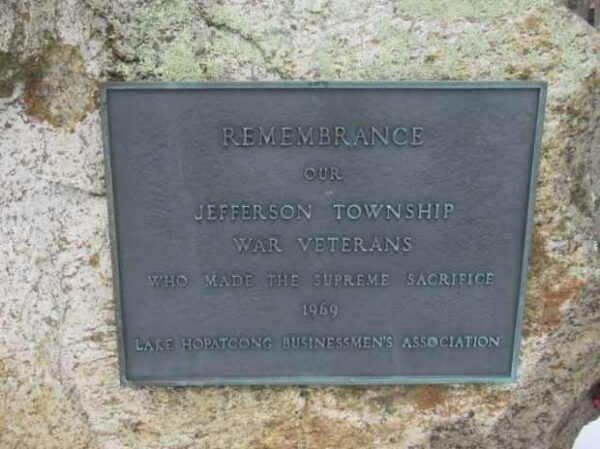 REMEMBRANCE
OUR
JEFFERSON TOWNSHIP
WAR VETERANS
WHO MADE THE SUPREME SACRIFICE
1969
LAKE HOPATCONG BUSINESSMEN'S ASSOCIATION